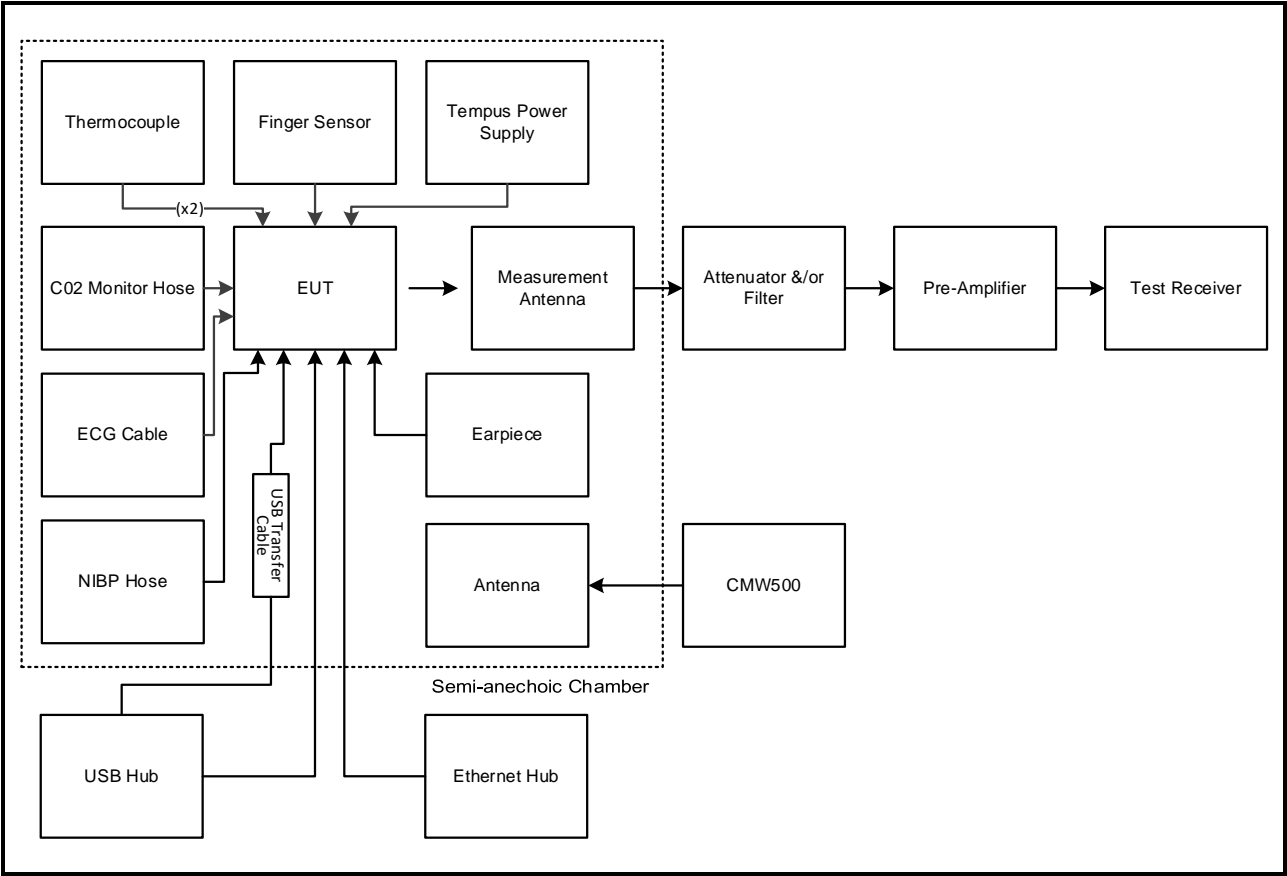 Thermocouple
Finger Sensor
Tempus Power
Supply
(x2)
C02 Monitor Hose
EUT
Measurement
Antenna
Attenuator &/or
Filter
Pre-Amplifier
Test Receiver
ECG Cable
Earpiece
USB Transfer
Cable
NIBP Hose
Antenna
CMW500
Semi-anechoic Chamber
USB Hub
Ethernet Hub